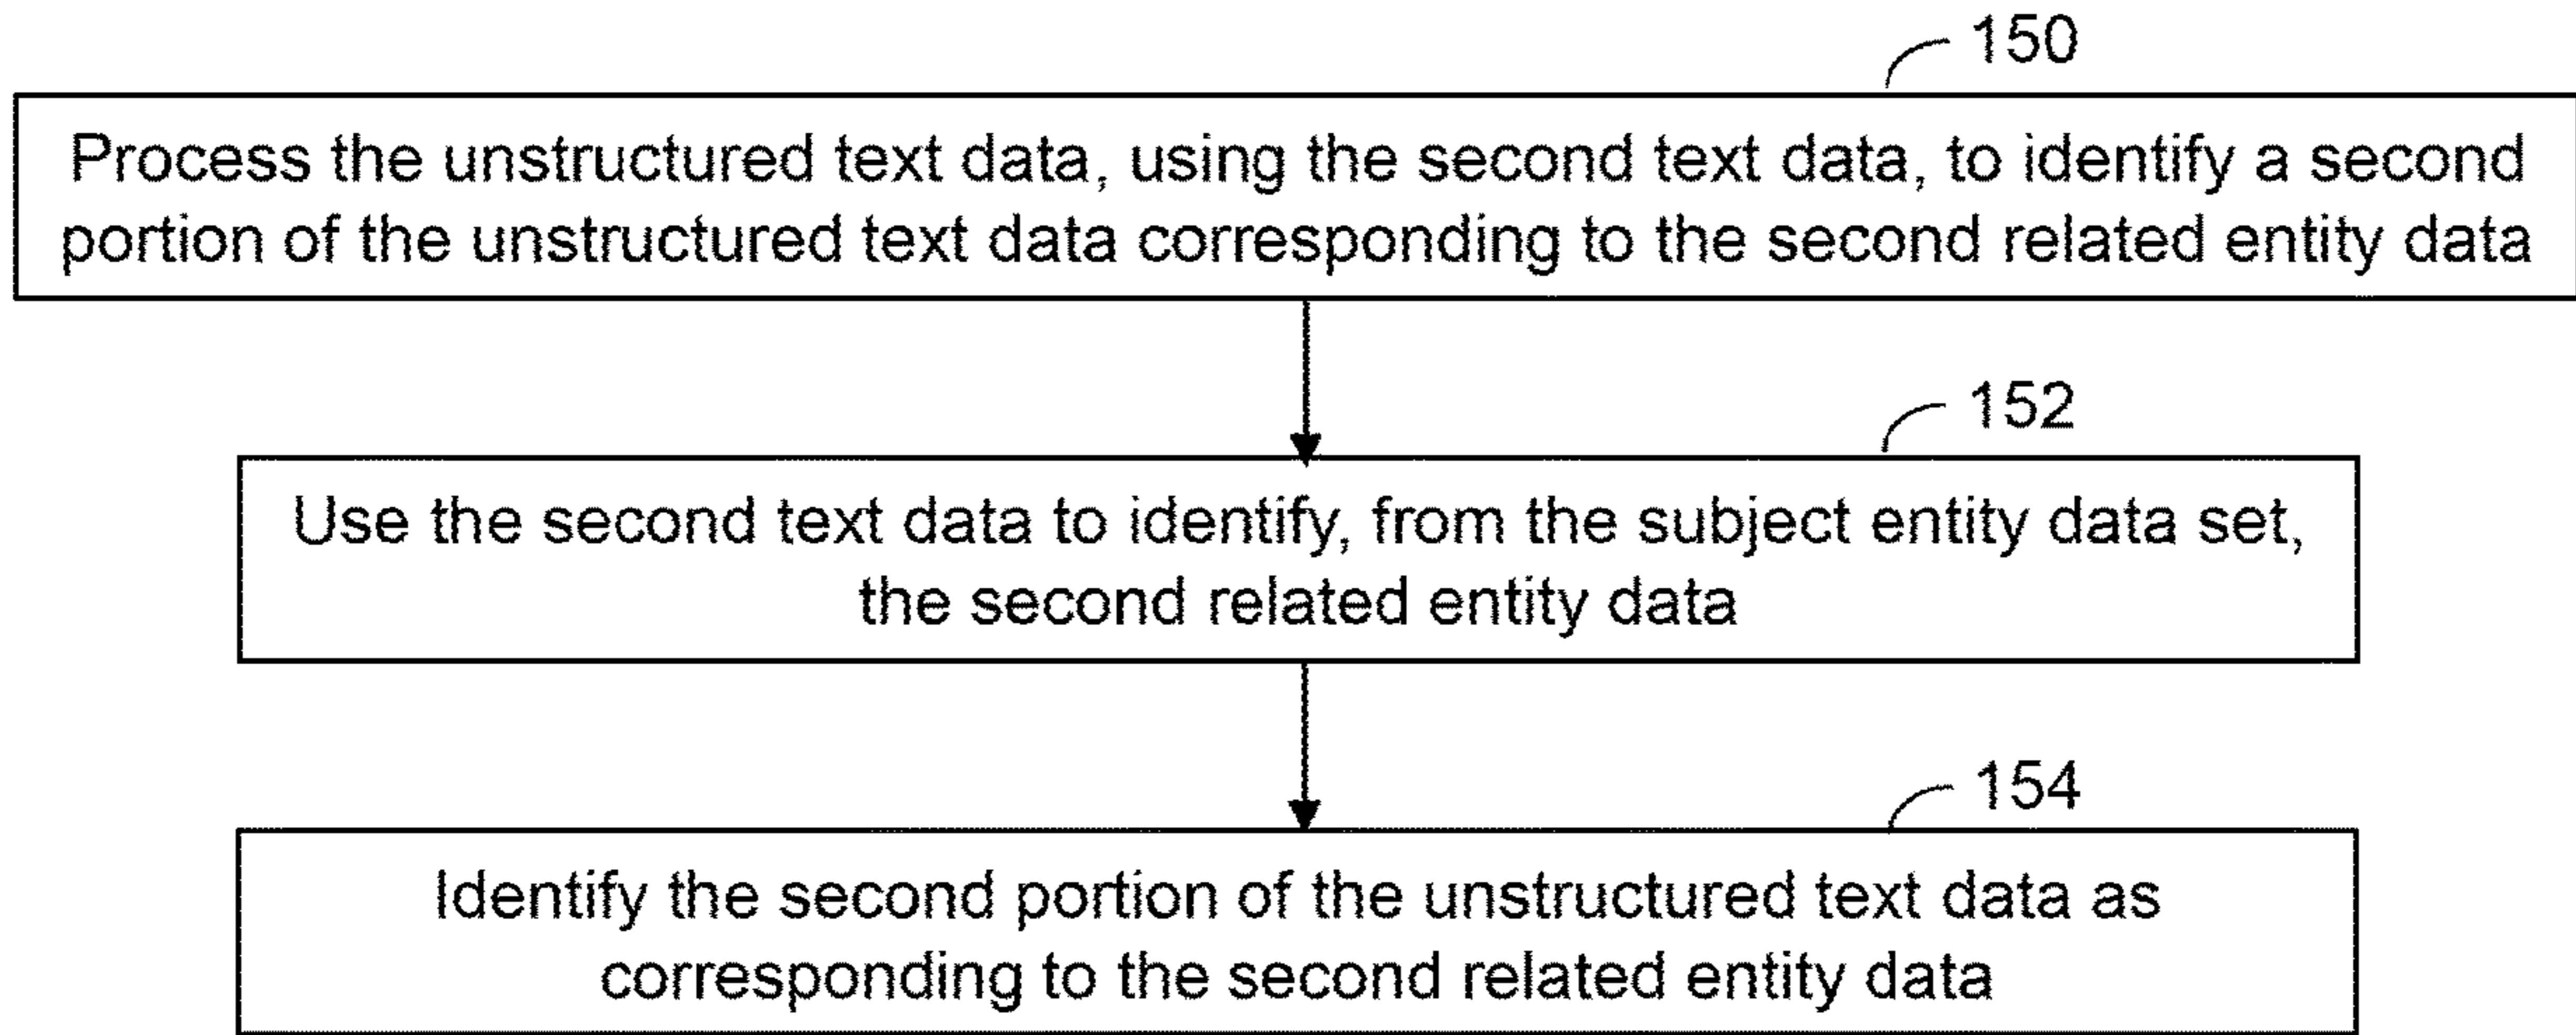 150
Process the unstructured text data, using the second text data, to identify a second
portion of the unstructured text data corresponding to the second related entity data
152
Use the second text data to identify, from the subject entity data set,
the second related entity data
154
Identify the second portion of the unstructured text data as
corresponding to the second related entity data